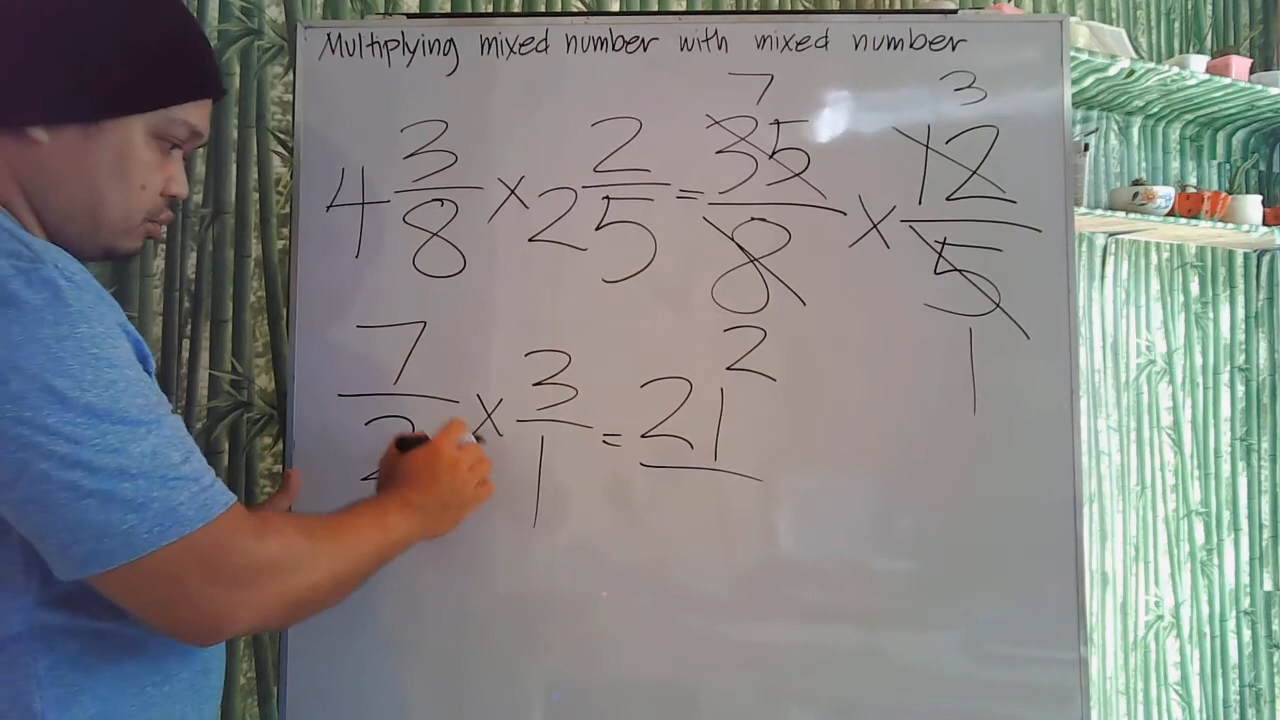 Multiplying mixed number with mixed number
7 3
4 3/8 × 2 2/5 = 35/8 × 12/5
2 1
7/2 × 3/1 = 21